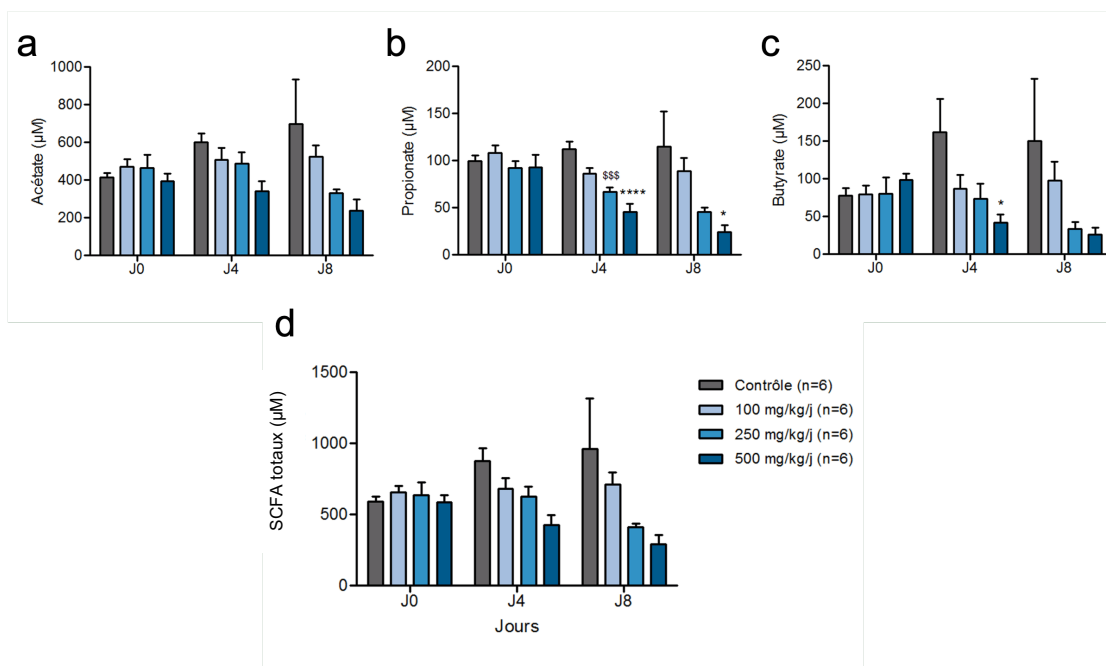 a
Acétate (µM)
1000
800
600
400
200
0
J0 J4 J8
b
Propionate (µM)
200
150
100
50
0
$$$
****
*
J0 J4 J8
c
Butyrate (µM)
250
200
150
100
50
0
*
J0 J4 J8
d
SCFA totaux (µM)
1500
1000
500
0
J0 J4 J8
Jours
Contrôle (n=6)
100 mg/kg/j (n=6)
250 mg/kg/j (n=6)
500 mg/kg/j (n=6)